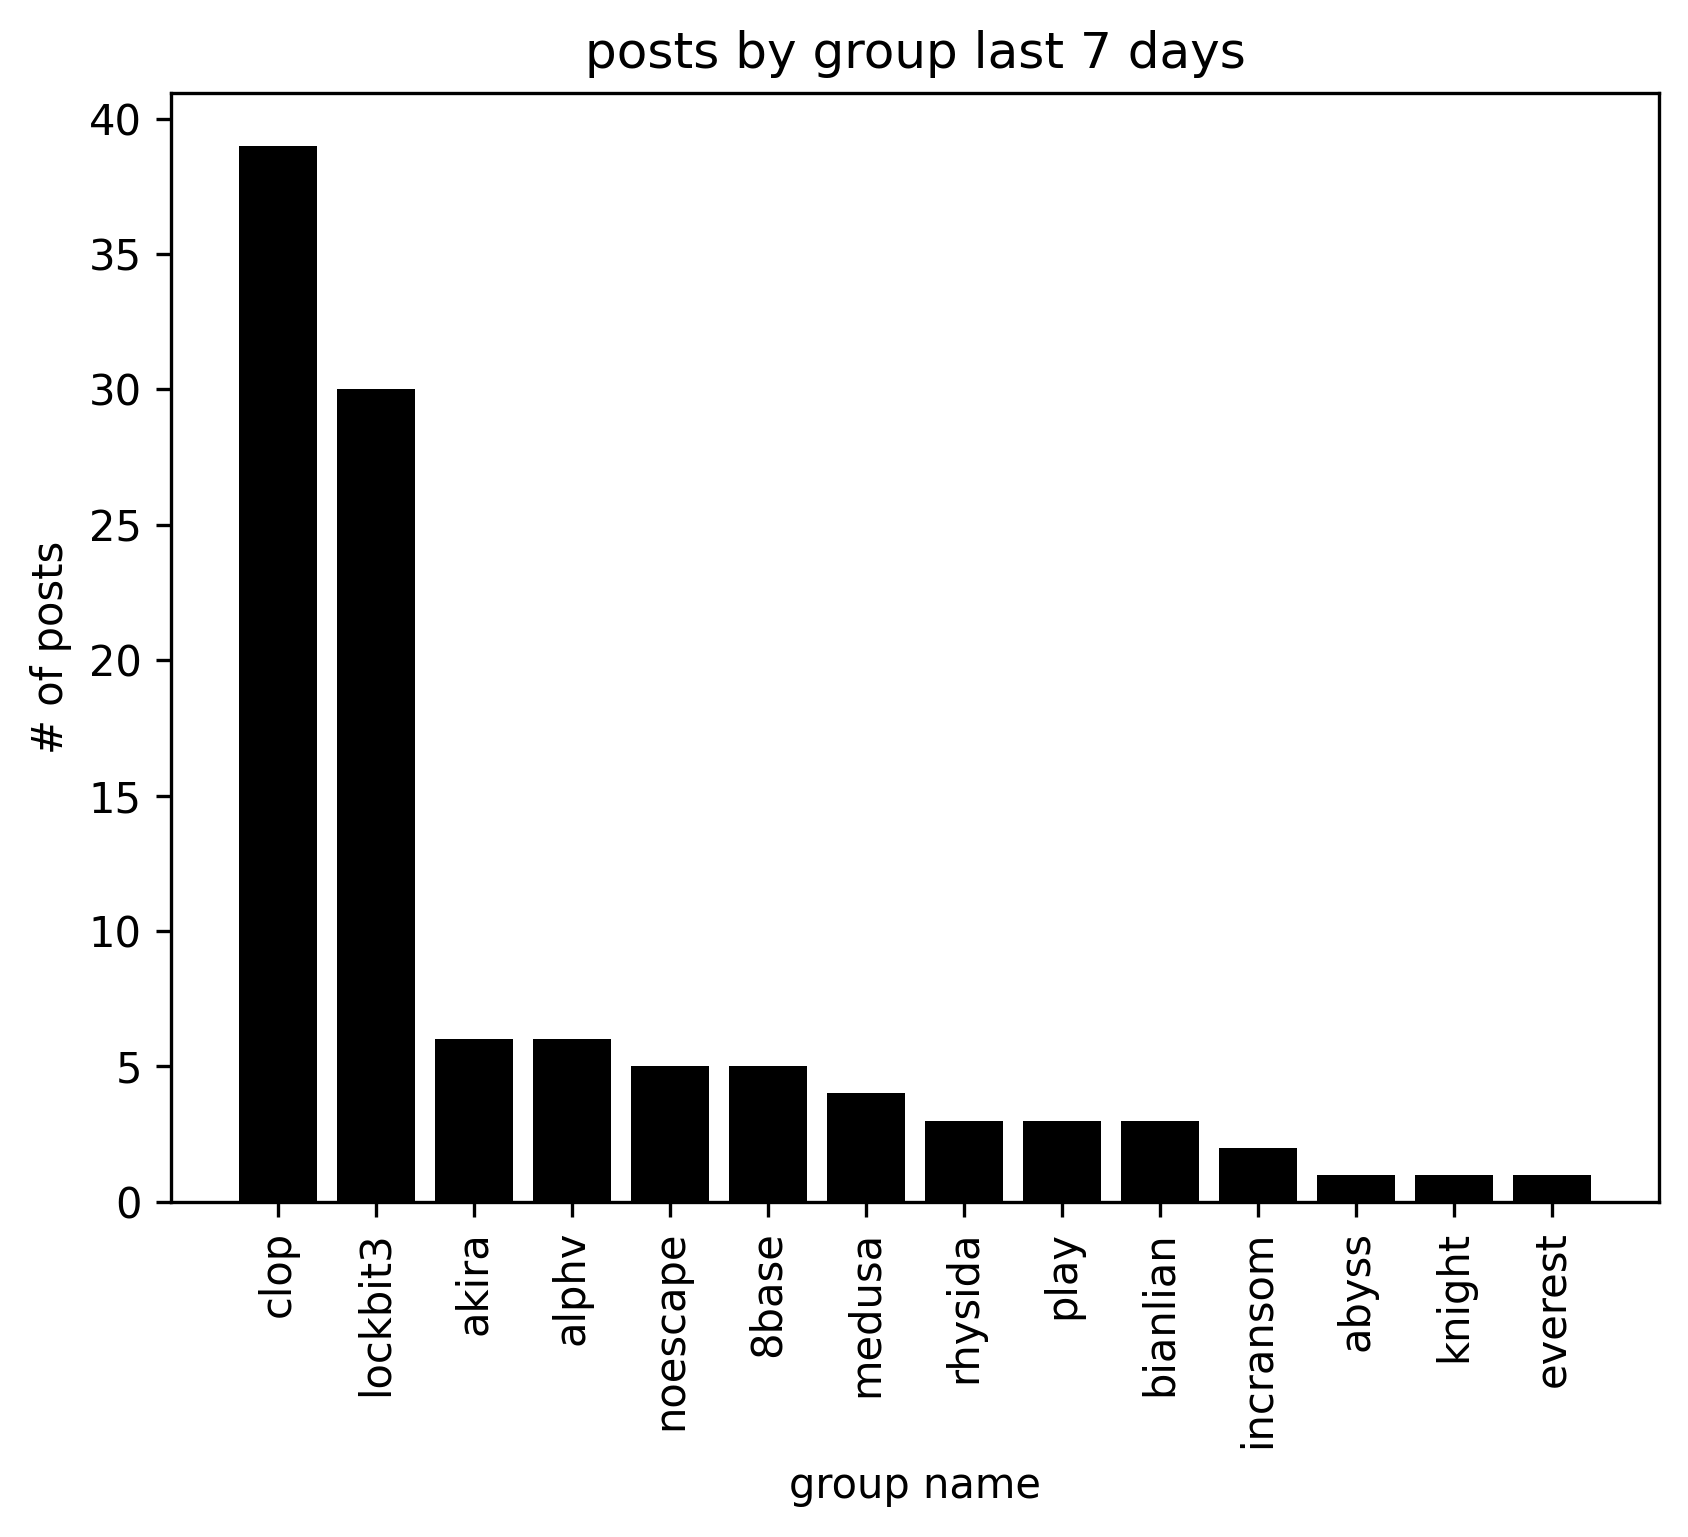 posts by group last 7 days
40
35
30
25
20
15
10
5
0
# of posts
clop
lockbit3
akira
alphv
noescape
8base
medusa
rhysida
play
bianlian
incransom
abyss
knight
everest
group name